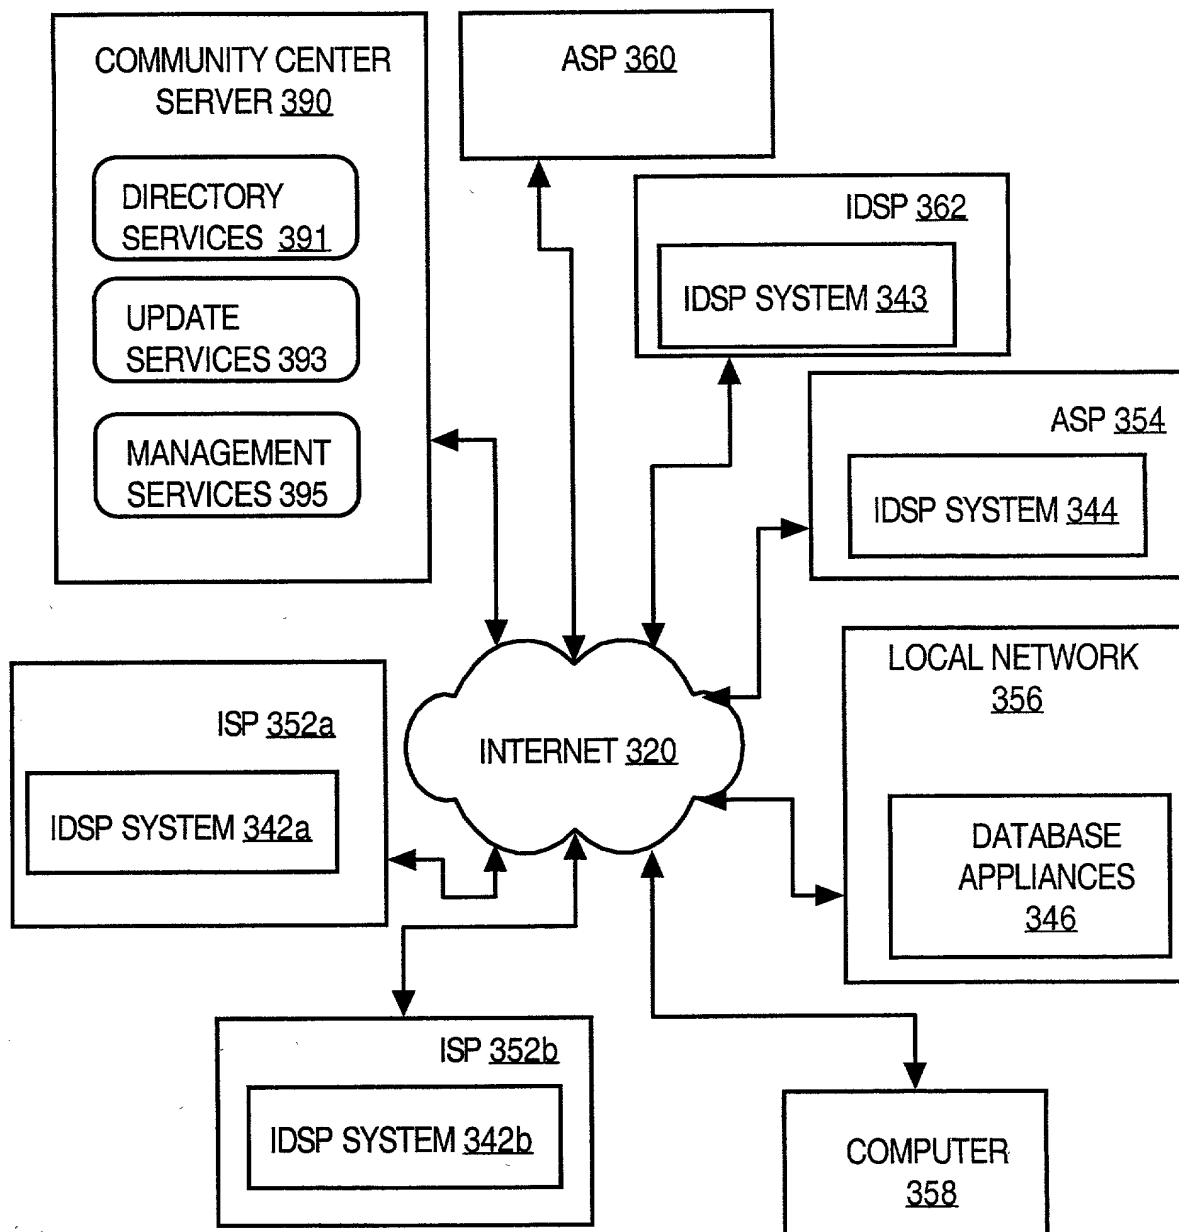 COMMUNITY CENTER
SERVER 390
DIRECTORY
SERVICES 391
UPDATE
SERVICES 393
MANAGEMENT
SERVICES 395
ASP 360
IDSP 362
IDSP SYSTEM 343
ASP 354
IDSP SYSTEM 344
LOCAL NETWORK
356
DATABASE
APPLIANCES
346
INTERNET 320
ISP 352a
IDSP SYSTEM 342a
ISP 352b
IDSP SYSTEM 342b
COMPUTER
358